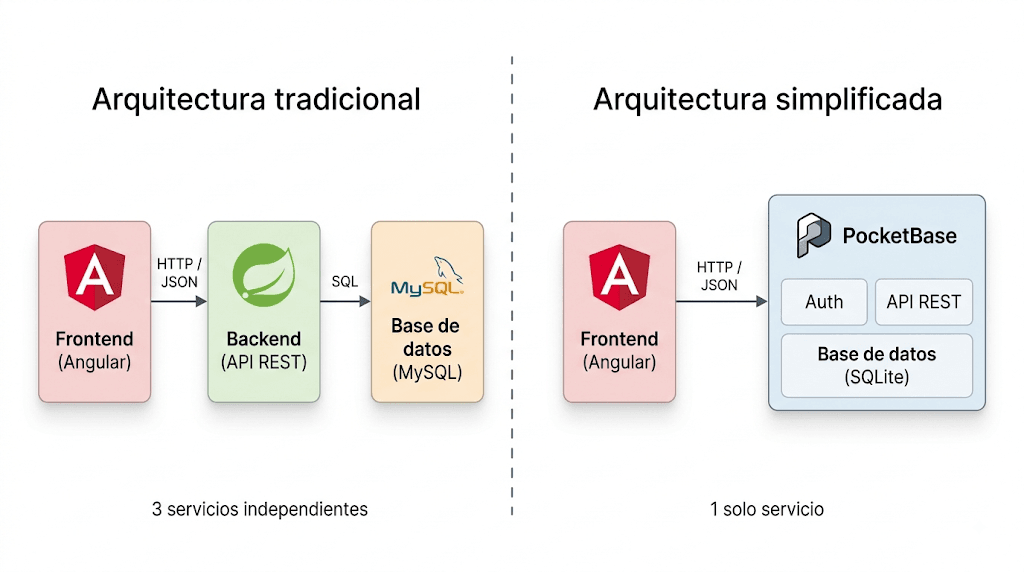 Arquitectura tradicional
HTTP /
JSON
SQL
Frontend
(Angular)
Backend
(API REST)
MySQL®
Base de
datos
(MySQL)
3 servicios independientes
Arquitectura simplificada
HTTP /
JSON
Frontend
(Angular)
PocketBase
Auth
API REST
Base de datos
(SQLite)
1 solo servicio